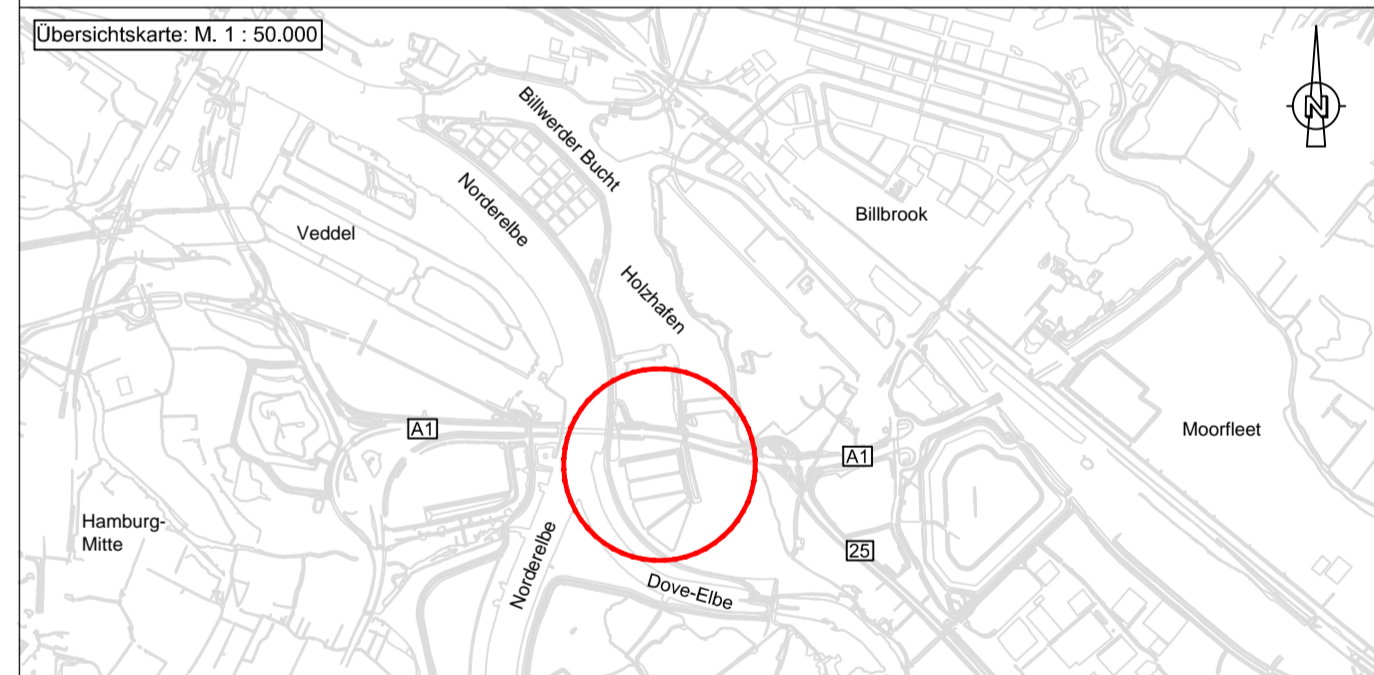 Übersichtskarte: M. 1 : 50.000
N
Billwerder Bucht
Norderelbe
Veddel
Billbrook
Holzhafen
A1
A1
Moorfleet
Hamburg-
Mitte
Norderelbe
25
Dove-Elbe